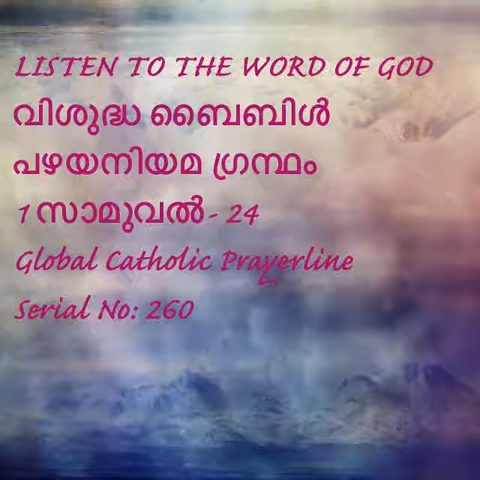 LISTEN TO THE WORD OF GOD
വിശുദ്ധ ബൈബിൾ
പഴയനിയമ ഗ്രന്ഥം
1 സാമുവൽ- 24
Global Catholic Prayerline
Serial No: 260